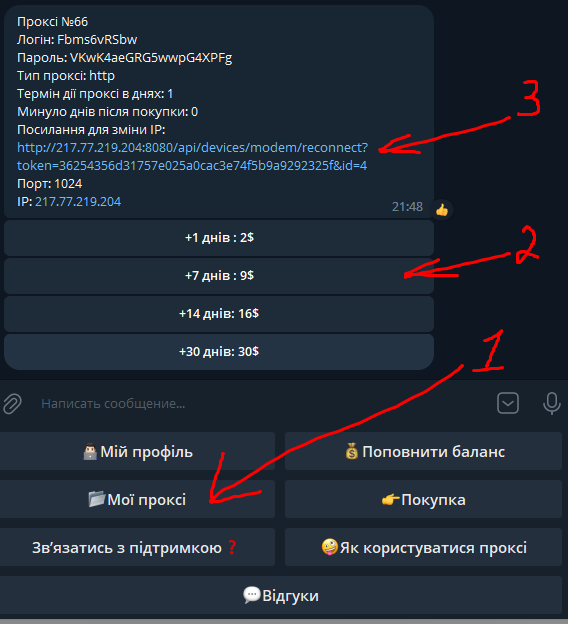 Проксі №66
Логін: Fbms6vRSbw
Пароль: VKwK4aeGRG5wwpG4XPFg
Тип проксі: http
Термін дії проксі в днях: 1
Минуло днів після покупки: 0
Посилання для зміни IP:
http://217.77.219.204:8080/api/devices/modem/reconnect?
token=36254356d31757e025a0cac3e74f5b9a9292325f&id=4
Порт: 1024
IP: 217.77.219.204
21:48
3
+1 днів : 2$
+7 днів : 9$
2
+14 днів: 16$
+30 днів: 30$
1
Написать сообщение...
Мій профіль
Поповнити баланс
Мої проксі
Покупка
Зв’язатись з підтримкою❓
Як користуватися проксі
Відгуки